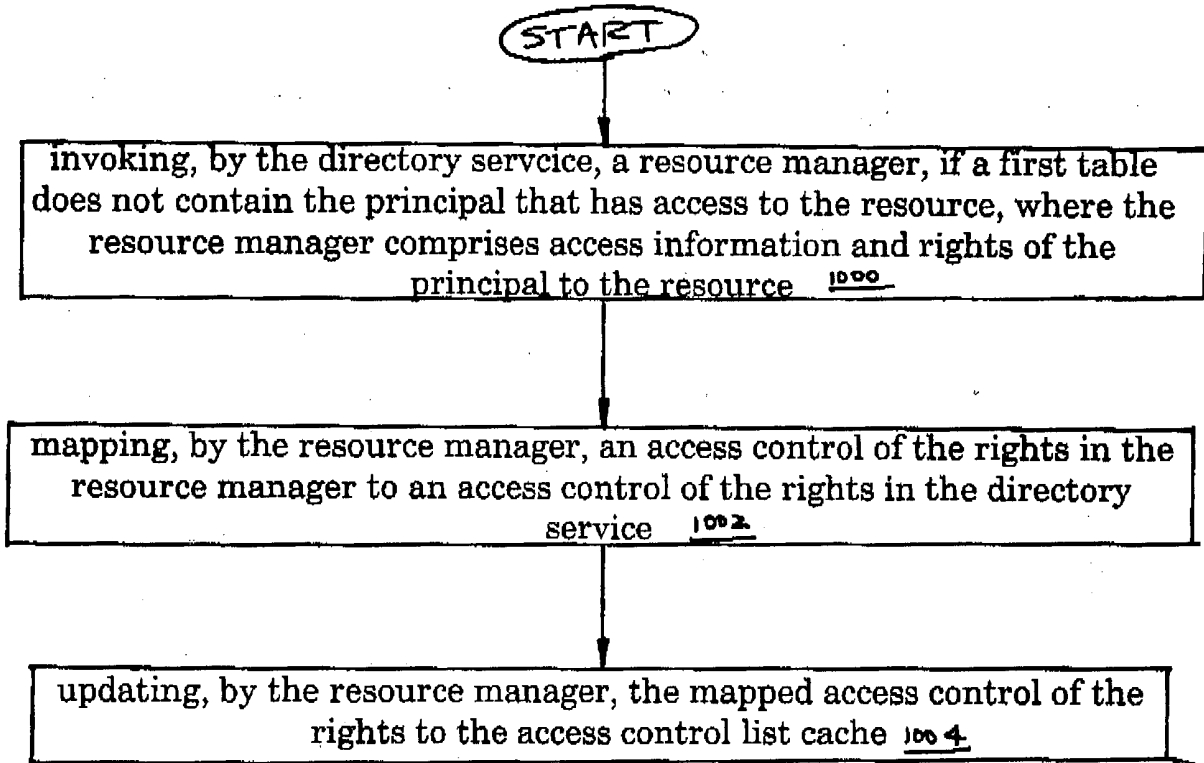 START
invoking, by the directory servcice, a resource manager, if a first table
does not contain the principal that has access to the resource, where the
resource manager comprises access information and rights of the
principal to the resource 1000
mapping, by the resource manager, an access control of the rights in the
resource manager to an access control of the rights in the directory
service 1002
updating, by the resource manager, the mapped access control of the
rights to the access control list cache 1004